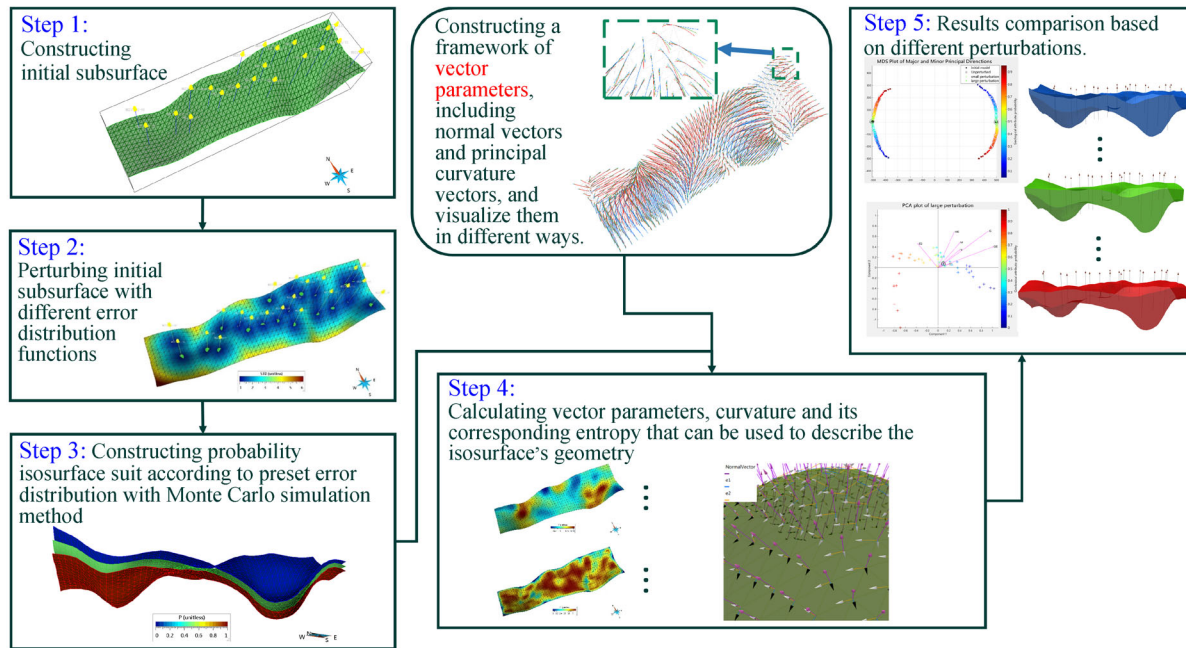 Step 1:
Constructing
initial subsurface
N
E
W
S
Step 2:
Perturbing initial
subsurface with
different error
distribution
functions
Step 3: Constructing probability
isosurface suit according to preset error
distribution with Monte Carlo simulation
method
P (unitless)
0 0.2 0.4 0.6 0.8 1
W S E
Constructing a
framework of
vector
parameters,
including
normal vectors
and principal
curvature
vectors, and
visualize them
in different ways.
Step 4:
Calculating vector parameters, curvature and its
corresponding entropy that can be used to describe the
isosurface's geometry
NormalVector
e1
e2
Step 5: Results comparison based
on different perturbations.
MDS Plot of Major and Minor Principal Directions
PCA plot of large perturbation
Component 1